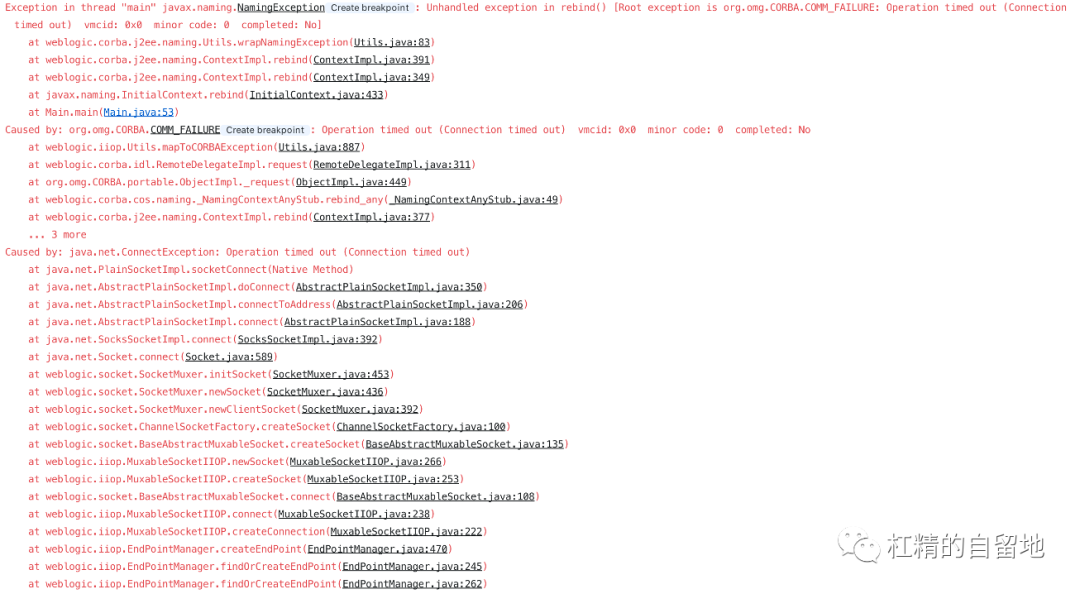 Exception in thread "main" javax.naming.NamingException Create breakpoint : Unhandled exception in rebind() [Root exception is org.omg.CORBA.COMM_FAILURE: Operation timed out (Connection
timed out)  vmcid: 0x0  minor code: 0  completed: No]
at weblogic.corba.j2ee.naming.Utils.wrapNamingException(Utils.java:83)
at weblogic.corba.j2ee.naming.ContextImpl.rebind(ContextImpl.java:391)
at weblogic.corba.j2ee.naming.ContextImpl.rebind(ContextImpl.java:349)
at javax.naming.InitialContext.rebind(InitialContext.java:433)
at Main.main(Main.java:53)
Caused by: org.omg.CORBA.COMM_FAILURE Create breakpoint : Operation timed out (Connection timed out)  vmcid: 0x0  minor code: 0  completed: No
at weblogic.iiop.Utils.mapToCORBAException(Utils.java:887)
at weblogic.corba.idl.RemoteDelegateImpl.request(RemoteDelegateImpl.java:311)
at org.omg.CORBA.portable.ObjectImpl._request(ObjectImpl.java:449)
at weblogic.corba.cos.naming._NamingContextAnyStub.rebind_any(_NamingContextAnyStub.java:49)
at weblogic.corba.j2ee.naming.ContextImpl.rebind(ContextImpl.java:377)
... 3 more
Caused by: java.net.ConnectException: Operation timed out (Connection timed out)
at java.net.PlainSocketImpl.socketConnect(Native Method)
at java.net.AbstractPlainSocketImpl.doConnect(AbstractPlainSocketImpl.java:350)
at java.net.AbstractPlainSocketImpl.connectToAddress(AbstractPlainSocketImpl.java:206)
at java.net.AbstractPlainSocketImpl.connect(AbstractPlainSocketImpl.java:188)
at java.net.SocksSocketImpl.connect(SocksSocketImpl.java:392)
at java.net.Socket.connect(Socket.java:589)
at weblogic.socket.SocketMuxer.initSocket(SocketMuxer.java:453)
at weblogic.socket.SocketMuxer.newSocket(SocketMuxer.java:436)
at weblogic.socket.SocketMuxer.newClientSocket(SocketMuxer.java:392)
at weblogic.socket.ChannelSocketFactory.createSocket(ChannelSocketFactory.java:100)
at weblogic.socket.BaseAbstractMuxableSocket.createSocket(BaseAbstractMuxableSocket.java:135)
at weblogic.iiop.MuxableSocketIIOP.newSocket(MuxableSocketIIOP.java:266)
at weblogic.iiop.MuxableSocketIIOP.createSocket(MuxableSocketIIOP.java:253)
at weblogic.socket.BaseAbstractMuxableSocket.connect(BaseAbstractMuxableSocket.java:108)
at weblogic.iiop.MuxableSocketIIOP.connect(MuxableSocketIIOP.java:238)
at weblogic.iiop.MuxableSocketIIOP.createConnection(MuxableSocketIIOP.java:222)
at weblogic.iiop.EndPointManager.createEndPoint(EndPointManager.java:470)
at weblogic.iiop.EndPointManager.findOrCreateEndPoint(EndPointManager.java:245)
at weblogic.iiop.EndPointManager.findOrCreateEndPoint(EndPointManager.java:262)
杠精的自留地